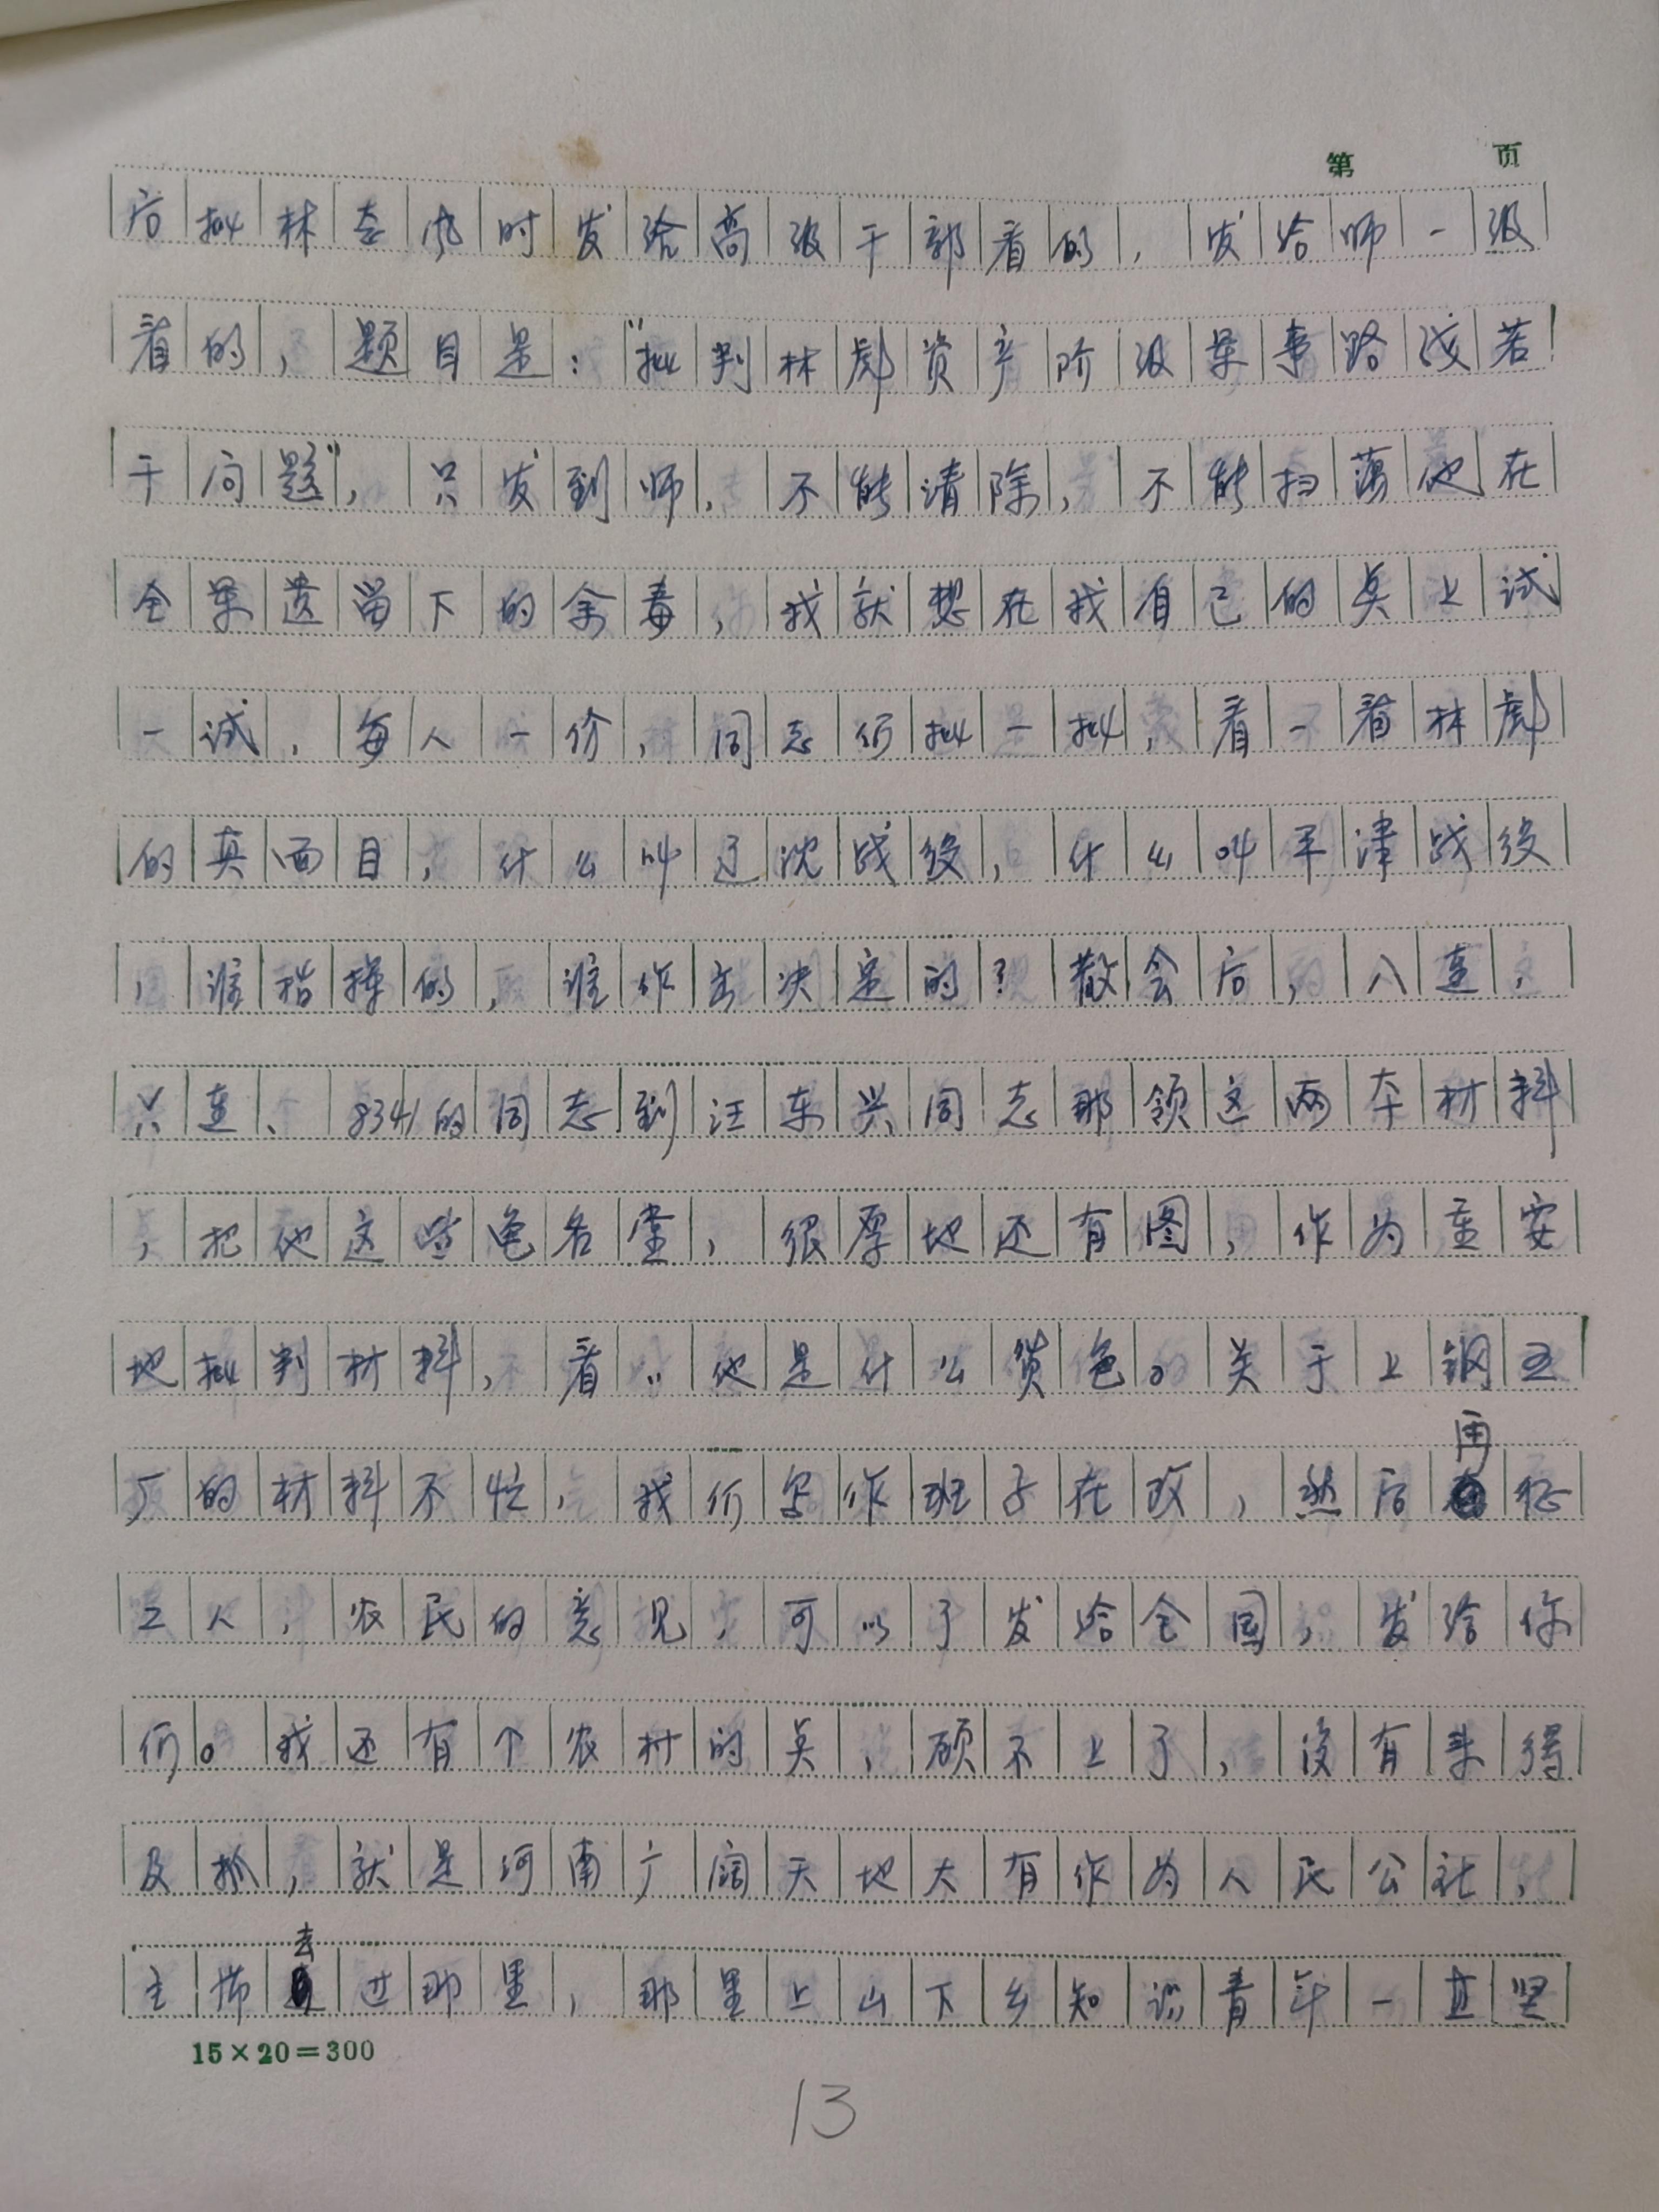 第 页
后批林整风时发给高级干部看的，发给师一级
看的，题目是：“批判林彪资产阶级军事路线若
干问题”，只发到师，不能清除，不能扫荡他在
全军遗留下的余毒，我就想在我自己的点上试
一试，每人一份，同志们批一批，看一看林彪
的真面目，什么叫辽沈战役，什么叫平津战役
，谁指挥的，谁作主决定的？散会后，八连，
六连、8341的同志到汪东兴同志那领这两本材料
，把他这些色名堂，很厚地还有图，作为重要
地批判材料，看〃他是什么货色。关于上钢五
厂的材料不忙，我们写作班子在改，然后再征
工人，农民的意见，可以了发给全国，发给你
们。我还有个农村的点，顾不上了，没有来得
及抓，就是河南广阔天地大有作为人民公社，
主席去过那里，那里上山下乡知识青年一直坚
15×20=300
13